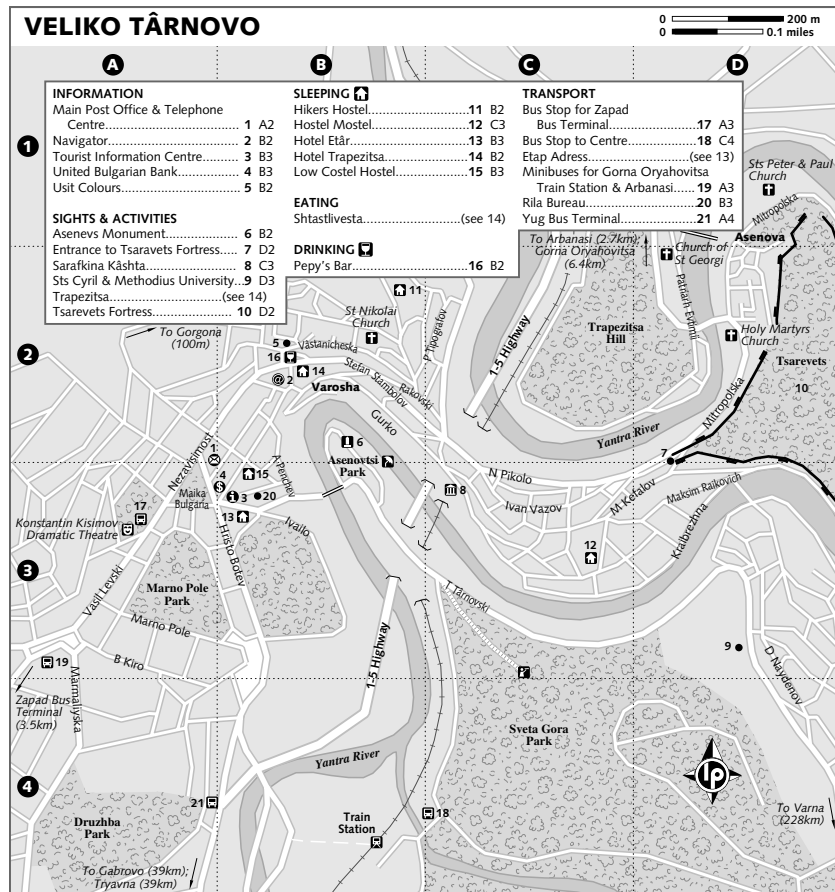 VELIKO TÂRNOVO
0 200 m
0 0.1 miles
A
B
C
D
1
2
3
4
INFORMATION
Main Post Office & Telephone
Centre 1 A2
Navigator 2 B2
Tourist Information Centre 3 B3
United Bulgarian Bank 4 B3
Usit Colours 5 B2
SIGHTS & ACTIVITIES
Asenevs Monument 6 B2
Entrance to Tsaravets Fortress 7 D2
Sarafkina Kâshta 8 C3
Sts Cyril & Methodius University 9 D3
Trapezitsa (see 14)
Tsarevets Fortress 10 D2
SLEEPING
Hikers Hostel 11 B2
Hostel Mostel 12 C3
Hotel Etâr 13 B3
Hotel Trapezitsa 14 B2
Low Costel Hostel 15 B3
EATING
Shtastlivesta (see 14)
DRINKING
Pepy's Bar 16 B2
TRANSPORT
Bus Stop for Zapad
Bus Terminal 17 A3
Bus Stop to Centre 18 C4
Etap Adress (see 13)
Minibuses for Gorna Oryahovitsa
Train Station & Arbanasi 19 A3
Rila Bureau 20 B3
Yug Bus Terminal 21 A4
Sts Peter & Paul
Church
Mitropolska
Asenova
To Arbanasi (2.7km);
Gorna Oryahovitsa
(6.4km)
Church of
St Georgi
Patriarh Evtimii
11
St Nikolai
Church
To Gorgona
(100m)
5
Vâstanicheska
16
14
2
Varosha
Stefan Stambolov
Rakovski
P Tipografov
1-5 Highway
Trapezitsa
Hill
Holy Martyrs
Church
Tsarevets
10
Mitropolska
Gurko
Yantra River
6
Asenovtsi
Park
7
Nezavisimost
1
4
15
A Penchev
3
20
Maika
Bulgaria
13
Ivailo
8
N Pikolo
Ivan Vazov
M Kefalov
Maksim Raikovich
Kraibrezhna
12
17
Konstantin Kisimov
Dramatic Theatre
Hristo Botev
Marno Pole
Park
Vasil Levski
Marno Pole
T Târnovski
B Kiro
19
9
D Naydenov
Zapad Bus
Terminal
(3.5km)
Marmaliyska
1-5 Highway
Sveta Gora
Park
Yantra River
21
Train
Station
18
lp
Druzhba
Park
To Varna
(228km)
To Gabrovo (39km);
Tryavna (39km)